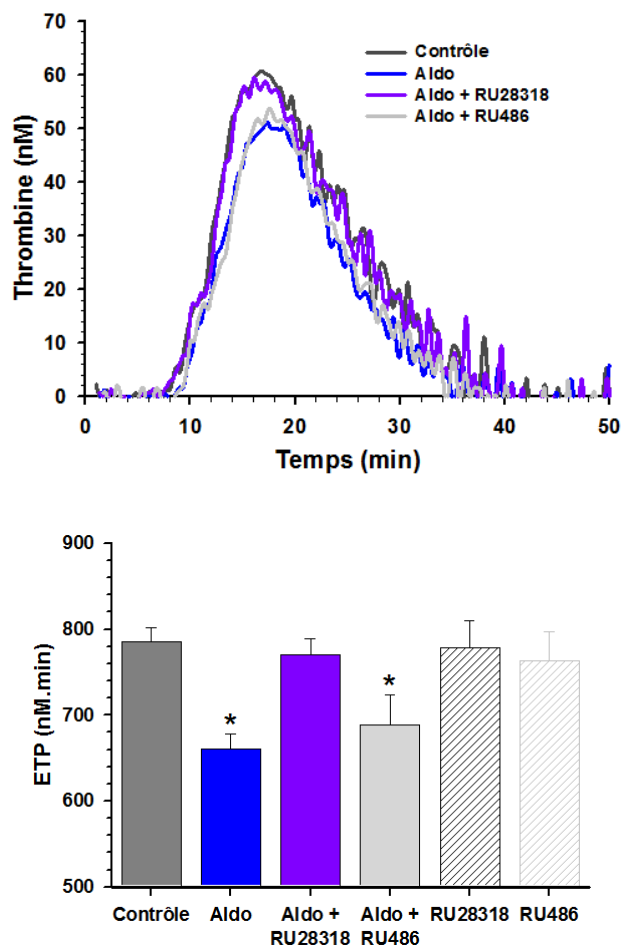 Thrombine (nM)
70
60
50
40
30
20
10
0
Contrôle
Aldo
Aldo + RU28318
Aldo + RU486
0 10 20 30 40 50
Temps (min)
ETP (nM.min)
900
800
700
600
500
*
*
Contrôle Aldo Aldo + Aldo + RU28318 RU486
RU28318 RU486